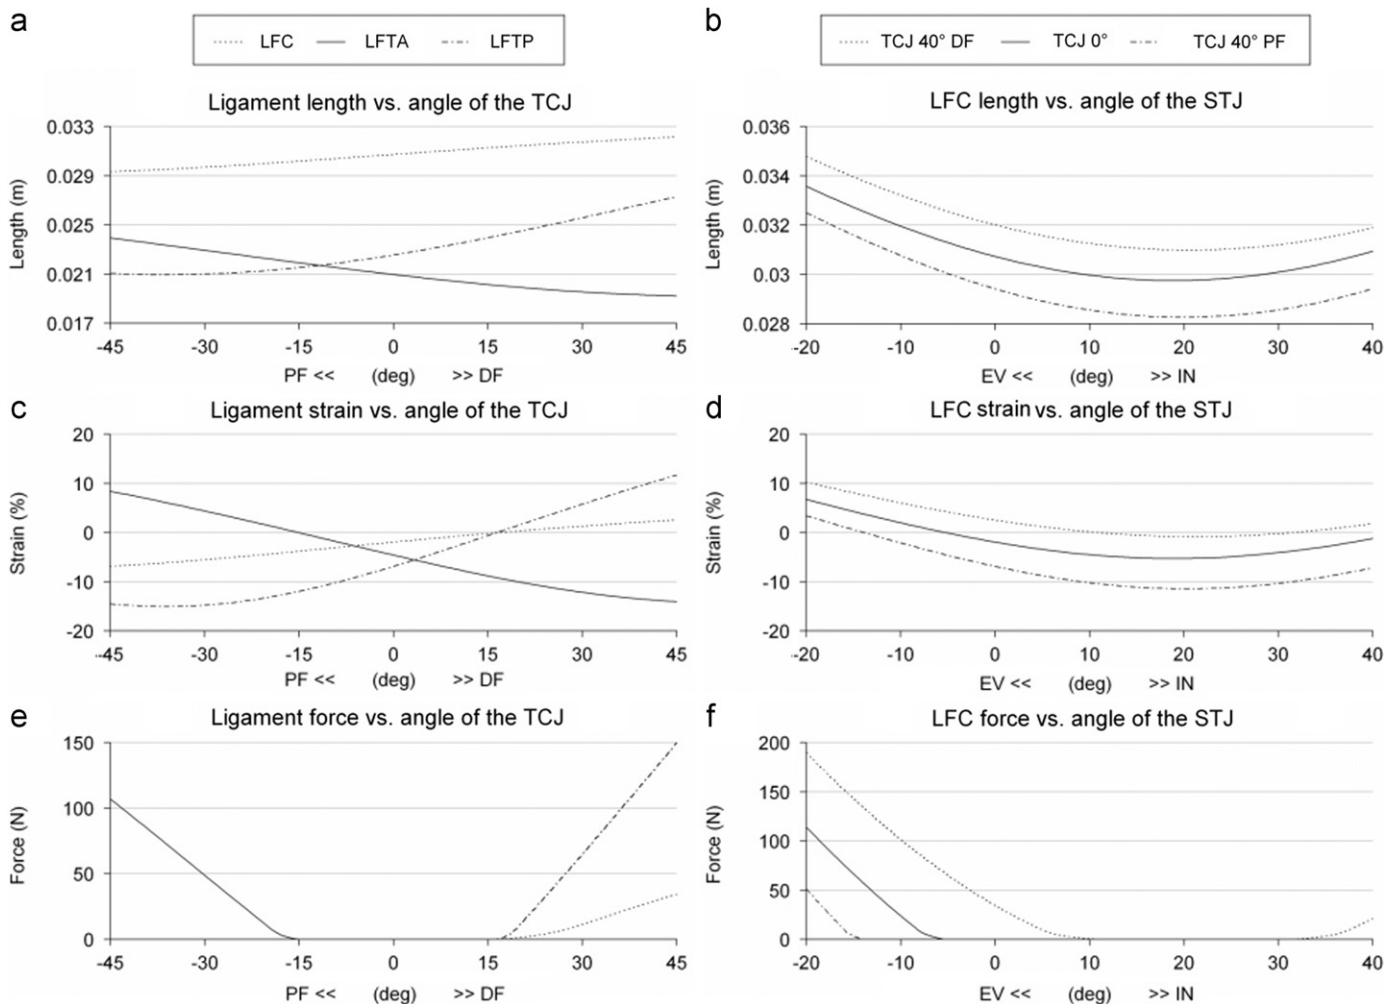 a
LFC LFTA LFTP
Ligament length vs. angle of the TCJ
Length (m)
0.033
0.029
0.025
0.021
0.017
-45 -30 -15 0 15 30 45
PF << (deg) >> DF
b
TCJ 40° DF TCJ 0° TCJ 40° PF
LFC length vs. angle of the STJ
Length (m)
0.036
0.034
0.032
0.03
0.028
-20 -10 0 10 20 30 40
EV << (deg) >> IN
c
Ligament strain vs. angle of the TCJ
Strain (%)
20
10
0
-10
-20
-45 -30 -15 0 15 30 45
PF << (deg) >> DF
d
LFC strain vs. angle of the STJ
Strain (%)
20
10
0
-10
-20
-20 -10 0 10 20 30 40
EV << (deg) >> IN
e
Ligament force vs. angle of the TCJ
Force (N)
150
100
50
0
-45 -30 -15 0 15 30 45
PF << (deg) >> DF
f
LFC force vs. angle of the STJ
Force (N)
200
150
100
50
0
-20 -10 0 10 20 30 40
EV << (deg) >> IN